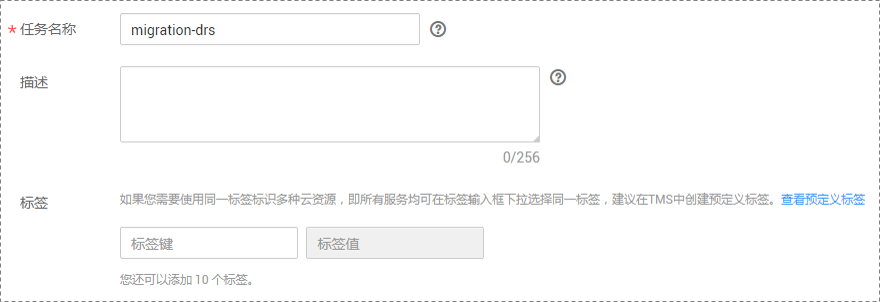 * 任务名称 migration-drs ?
描述 ?
0/256
标签 如果您需要使用同一标签标识多种云资源，即所有服务均可在标签输入框下拉选择同一标签，建议在TMS中创建预定义标签。查看预定义标签
标签键 标签值
您还可以添加 10 个标签。